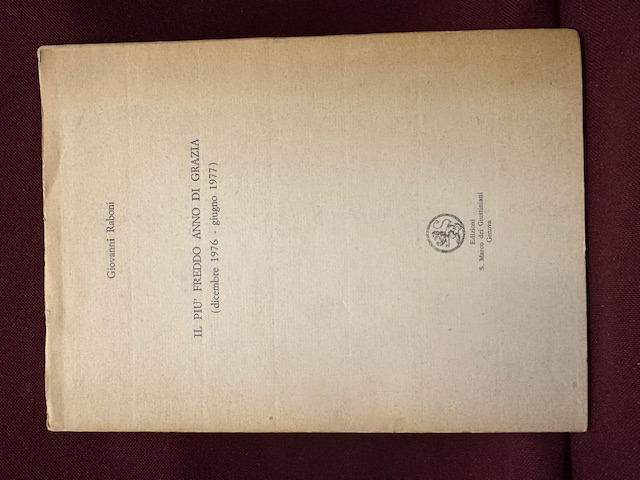 Giovanni Raboni
IL PIU' FREDDO ANNO DI GRAZIA
(dicembre 1976 - giugno 1977)
Edizioni
S. Marco dei Giustiniani
Genova